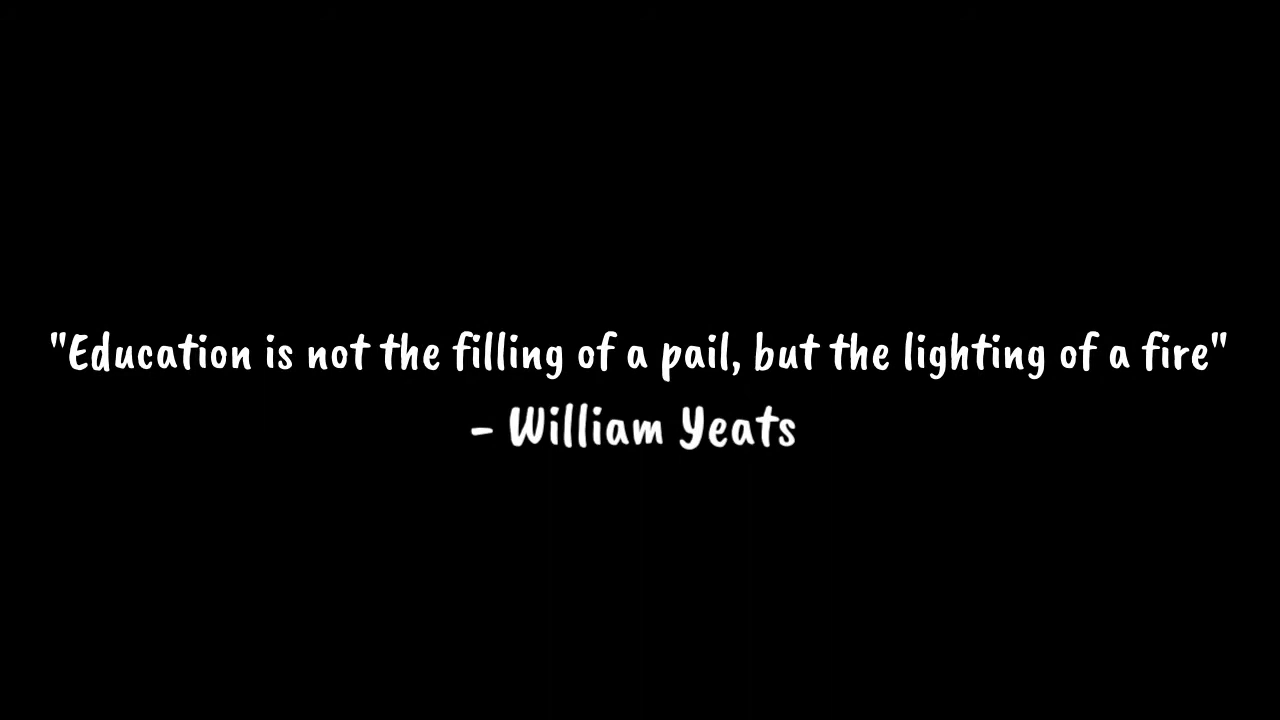 "Education is not the filling of a pail, but the lighting of a fire"
- William Yeats